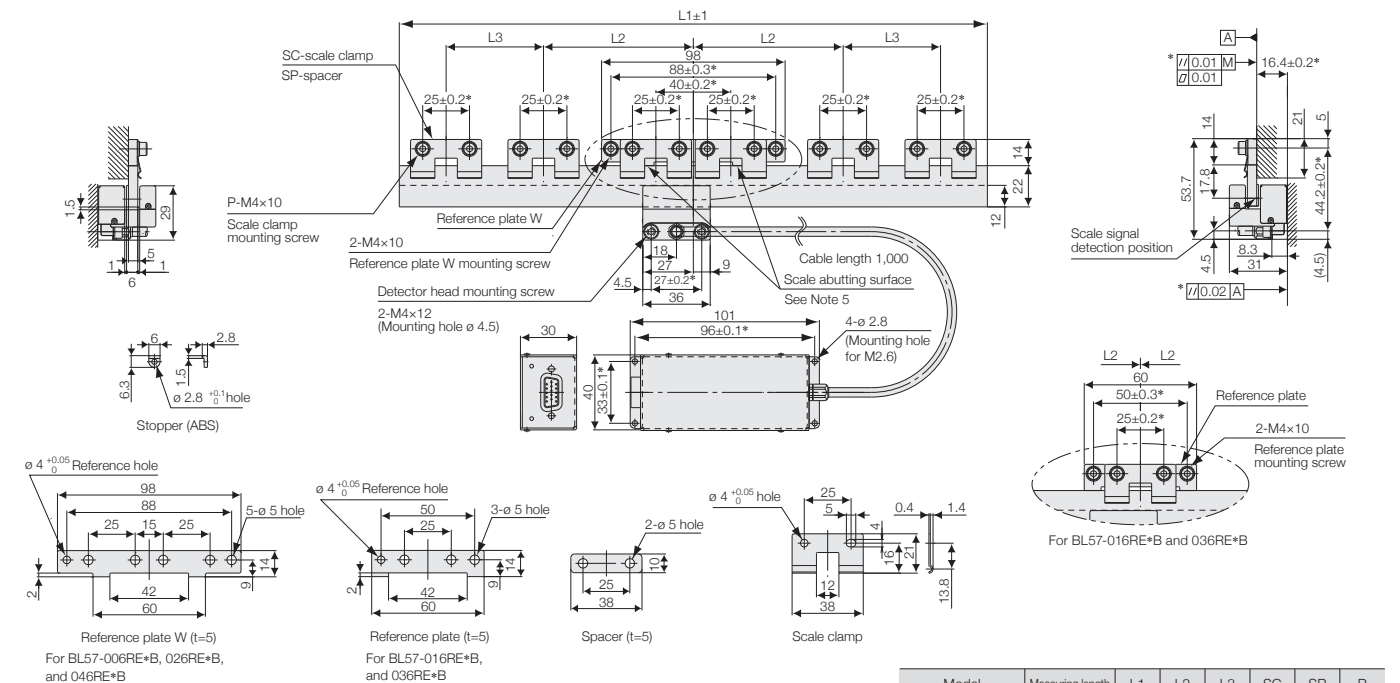 L1±1
L3
L2
L2
L3
98
88±0.3*
40±0.2*
25±0.2*
25±0.2*
25±0.2*
25±0.2*
25±0.2*
25±0.2*
SC-scale clamp
SP-spacer
14
22
12
P-M4×10
Scale clamp
mounting screw
Reference plate W
2-M4×10
Reference plate W mounting screw
Detector head mounting screw
2-M4×12
(Mounting hole ø 4.5)
18
27
9
4.5
27±0.2*
36
Cable length 1,000
Scale abutting surface
See Note 5
1.5
29
5
1
1
6
A
* // 0.01 M
0.01
16.4±0.2*
5
14
21
53.7
17.8
44.2±0.2*
Scale signal
detection position
4.5
8.3
31
(4.5)
* // 0.02 A
101
96±0.1*
30
40
33±0.1*
4-ø 2.8
(Mounting hole
for M2.6)
6
2.8
6.3
1.5
ø 2.8 +0.1 0 hole
Stopper (ABS)
L2
L2
60
50±0.3*
25±0.2*
Reference plate
2-M4×10
Reference plate
mounting screw
For BL57-016RE*B and 036RE*B
ø 4 +0.05 0 Reference hole
98
88
25
15
25
5-ø 5 hole
14
9
2
42
60
Reference plate W (t=5)
For BL57-006RE*B, 026RE*B,
and 046RE*B
ø 4 +0.05 0 Reference hole
50
25
3-ø 5 hole
14
9
2
42
60
Reference plate (t=5)
For BL57-016RE*B,
and 036RE*B
2-ø 5 hole
10
25
38
Spacer (t=5)
ø 4 +0.05 0 hole
25
5
4
16
21
12
38
0.4
1.4
13.8
Scale clamp
Model
Measuring length
L1
L2
L3
SC
SP
P